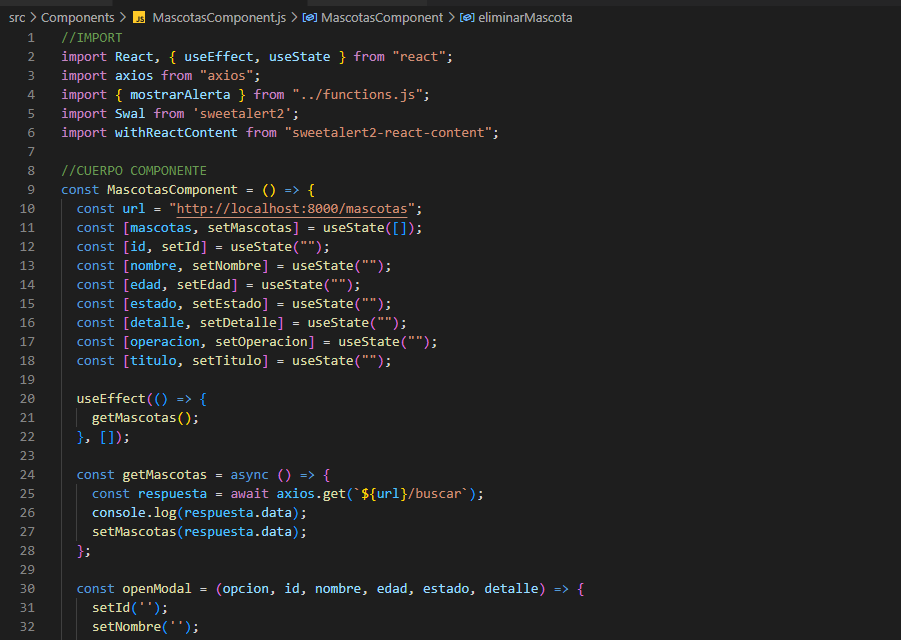 src > Components > JS MascotasComponent.js > MascotasComponent > eliminarMascota
1 //IMPORT
2 import React, { useEffect, useState } from "react";
3 import axios from "axios";
4 import { mostrarAlerta } from "../functions.js";
5 import Swal from 'sweetalert2';
6 import withReactContent from "sweetalert2-react-content";
7
8 //CUERPO COMPONENTE
9 const MascotasComponent = () => {
10 const url = "http://localhost:8000/mascotas";
11 const [mascotas, setMascotas] = useState([]);
12 const [id, setId] = useState("");
13 const [nombre, setNombre] = useState("");
14 const [edad, setEdad] = useState("");
15 const [estado, setEstado] = useState("");
16 const [detalle, setDetalle] = useState("");
17 const [operacion, setOperacion] = useState("");
18 const [titulo, setTitulo] = useState("");
19
20 useEffect(() => {
21 getMascotas();
22 }, []);
23
24 const getMascotas = async () => {
25 const respuesta = await axios.get(`${url}/buscar`);
26 console.log(respuesta.data);
27 setMascotas(respuesta.data);
28 };
29
30 const openModal = (opcion, id, nombre, edad, estado, detalle) => {
31 setId('');
32 setNombre('');